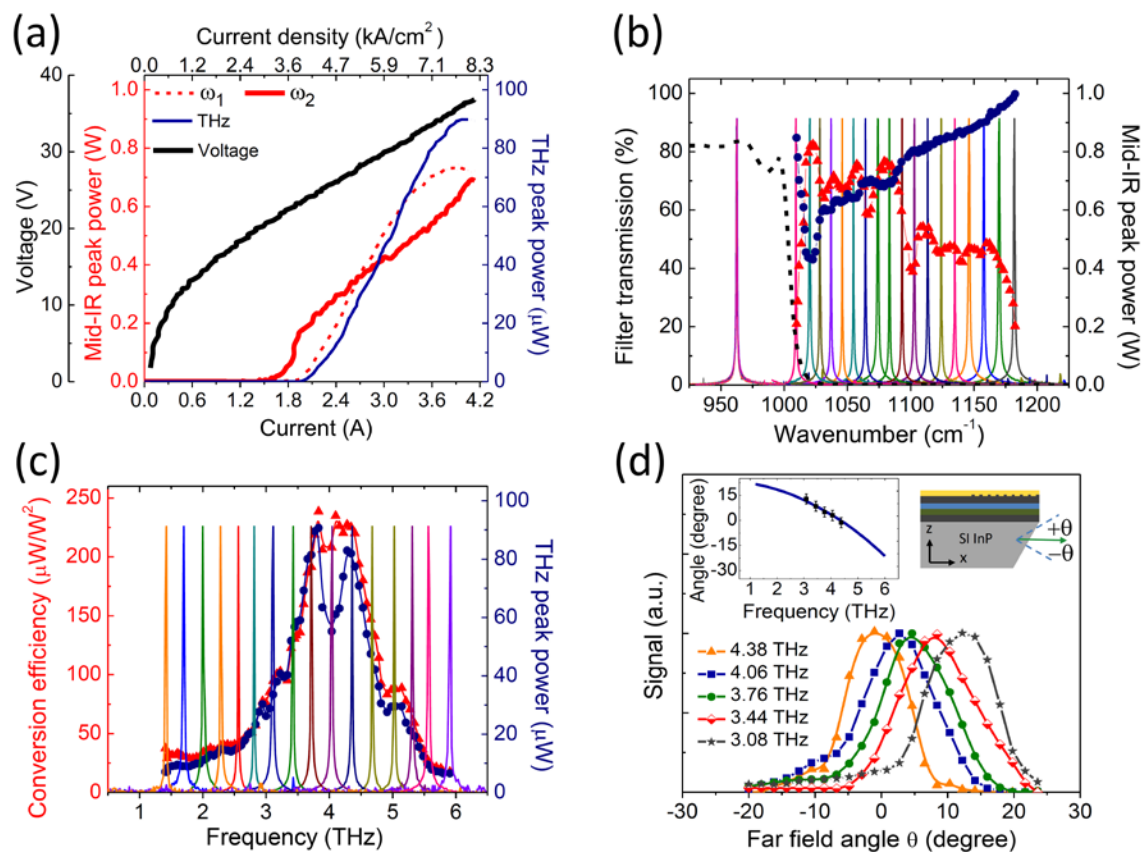 (a)
Current density (kA/cm²)
0.0 1.2 2.4 3.6 4.7 5.9 7.1 8.3
40
30
20
10
0
Voltage (V)
1.0
0.8
0.6
0.4
0.2
0.0
Mid-IR peak power (W)
ω₁ ω₂
THz
Voltage
100
80
60
40
20
0
THz peak power (μW)
0.0 0.6 1.2 1.8 2.4 3.0 3.6 4.2
Current (A)
(b)
100
80
60
40
20
0
Filter transmission (%)
1.0
0.8
0.6
0.4
0.2
0.0
Mid-IR peak power (W)
950 1000 1050 1100 1150 1200
Wavenumber (cm⁻¹)
(c)
250
225
200
175
150
125
100
75
50
25
0
Conversion efficiency (μW/W²)
100
80
60
40
20
0
THz peak power (μW)
1 2 3 4 5 6
Frequency (THz)
(d)
Signal (a.u.)
Angle (degree)
15
0
-15
-30
1 2 3 4 5 6
Frequency (THz)
z
x
SI InP
+θ
−θ
4.38 THz
4.06 THz
3.76 THz
3.44 THz
3.08 THz
-30 -20 -10 0 10 20 30
Far field angle θ (degree)